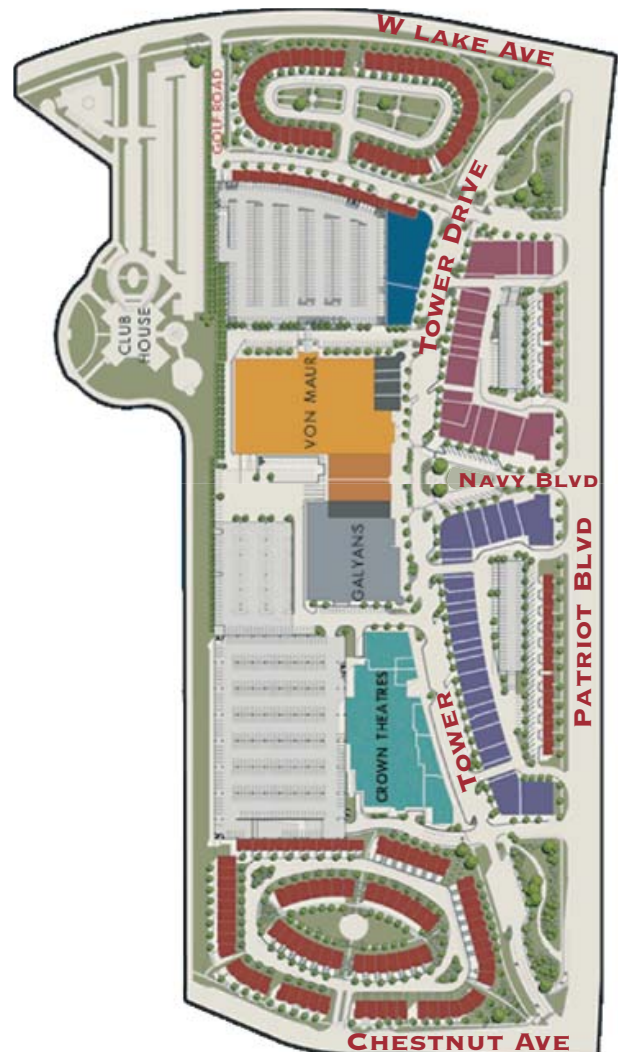 W LAKE AVE
GOLF ROAD
TOWER DRIVE
CLUB
HOUSE
VON MAUR
NAVY BLVD
GALYANS
PATRIOT BLVD
CROWN THEATRES
TOWER
CHESTNUT AVE